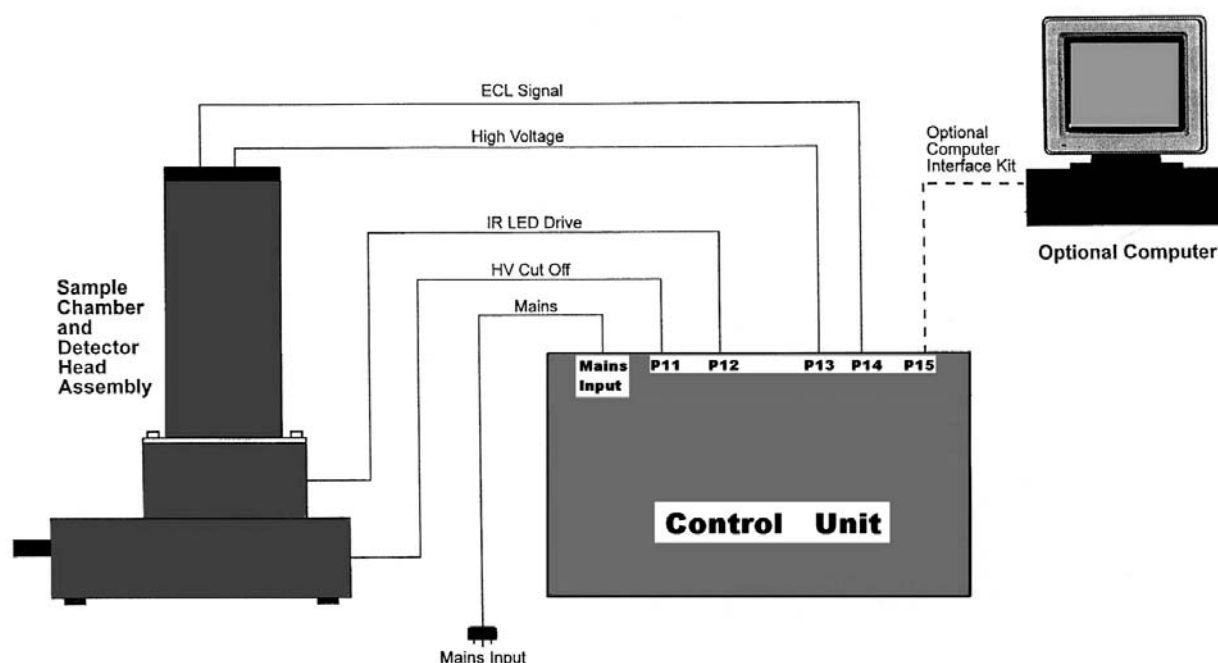 ECL Signal
High Voltage
Optional
Computer
Interface Kit
IR LED Drive
Optional Computer
HV Cut Off
Sample
Chamber
and
Detector
Head
Assembly
Mains
Mains
Input
P11 P12 P13 P14 P15
Control Unit
Mains Input